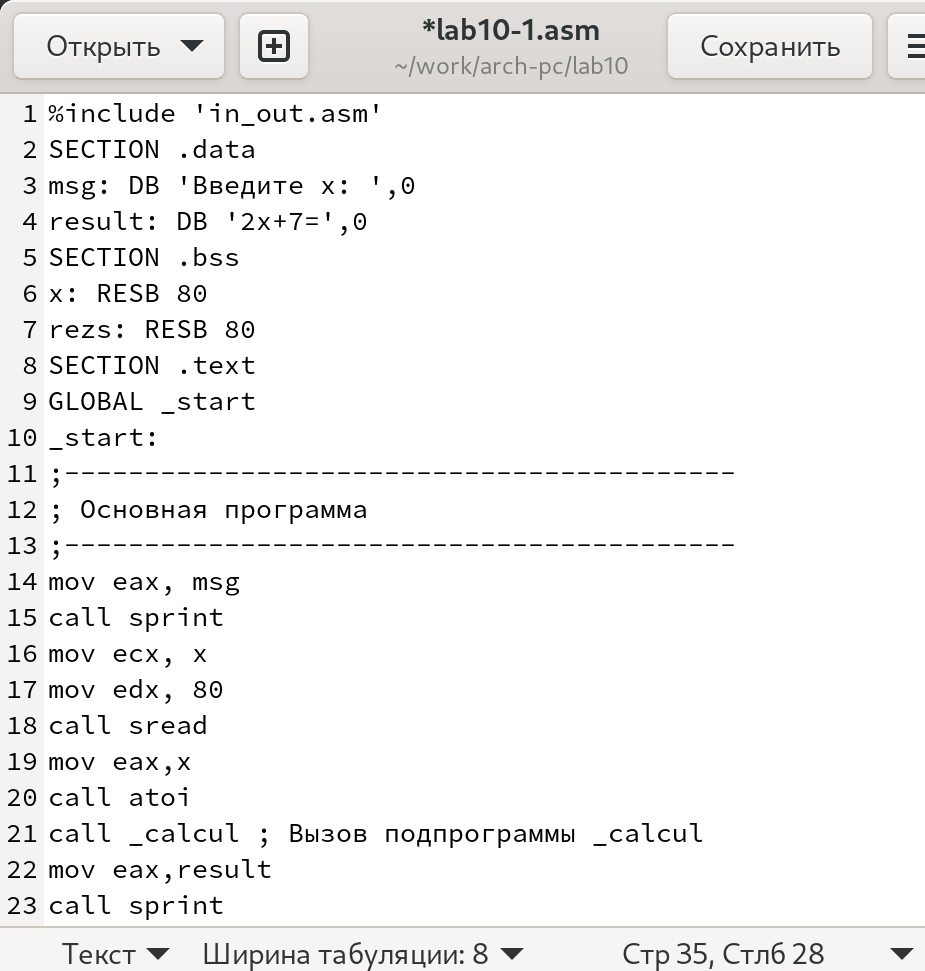 Открыть
*lab10-1.asm
~/work/arch-pc/lab10
Сохранить
1 %include 'in_out.asm'
2 SECTION .data
3 msg: DB 'Введите x: ',0
4 result: DB '2x+7=',0
5 SECTION .bss
6 x: RESB 80
7 rezs: RESB 80
8 SECTION .text
9 GLOBAL _start
10 _start:
11 ;------------------------------------------
12 ; Основная программа
13 ;------------------------------------------
14 mov eax, msg
15 call sprint
16 mov ecx, x
17 mov edx, 80
18 call sread
19 mov eax,x
20 call atoi
21 call _calcul ; Вызов подпрограммы _calcul
22 mov eax,result
23 call sprint
Текст Ширина табуляции: 8 Стр 35, Стлб 28